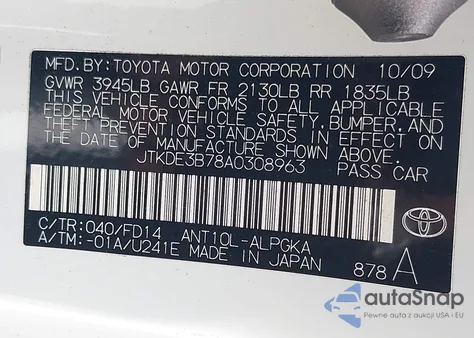 MFD.BY:TOYOTA MOTOR CORPORATION 10/09
GVWR 3945LB GAWR FR 2130LB RR 1835LB
THIS VEHICLE CONFORMS TO ALL APPLICABLE
FEDERAL MOTOR VEHICLE SAFETY, BUMPER, AND
THEFT PREVENTION STANDARDS IN EFFECT ON
THE DATE OF MANUFACTURE SHOWN ABOVE.
JTKDE3B78A0308963 PASS CAR
C/TR:040/FD14 ANT10L-ALPGKA
A/TM:-01A/U241E MADE IN JAPAN
TOYOTA
878 A
autoSnap
Pewne auta z aukcji USA i EU